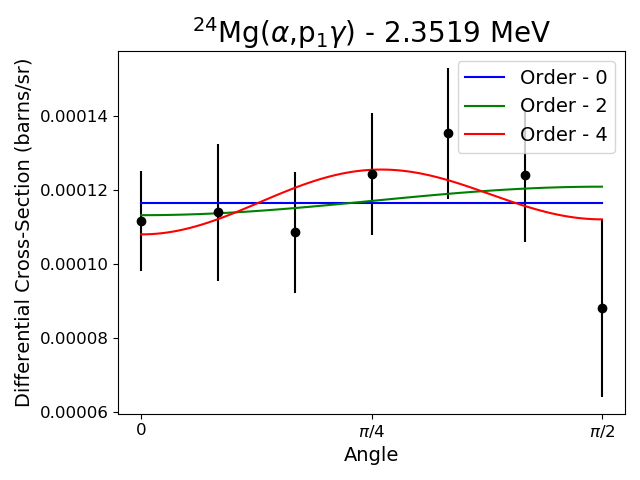 ²⁴Mg(α,p₁γ) - 2.3519 MeV
Differential Cross-Section (barns/sr)
0.00014
0.00012
0.00010
0.00008
0.00006
Order - 0
Order - 2
Order - 4
0
π/4
π/2
Angle